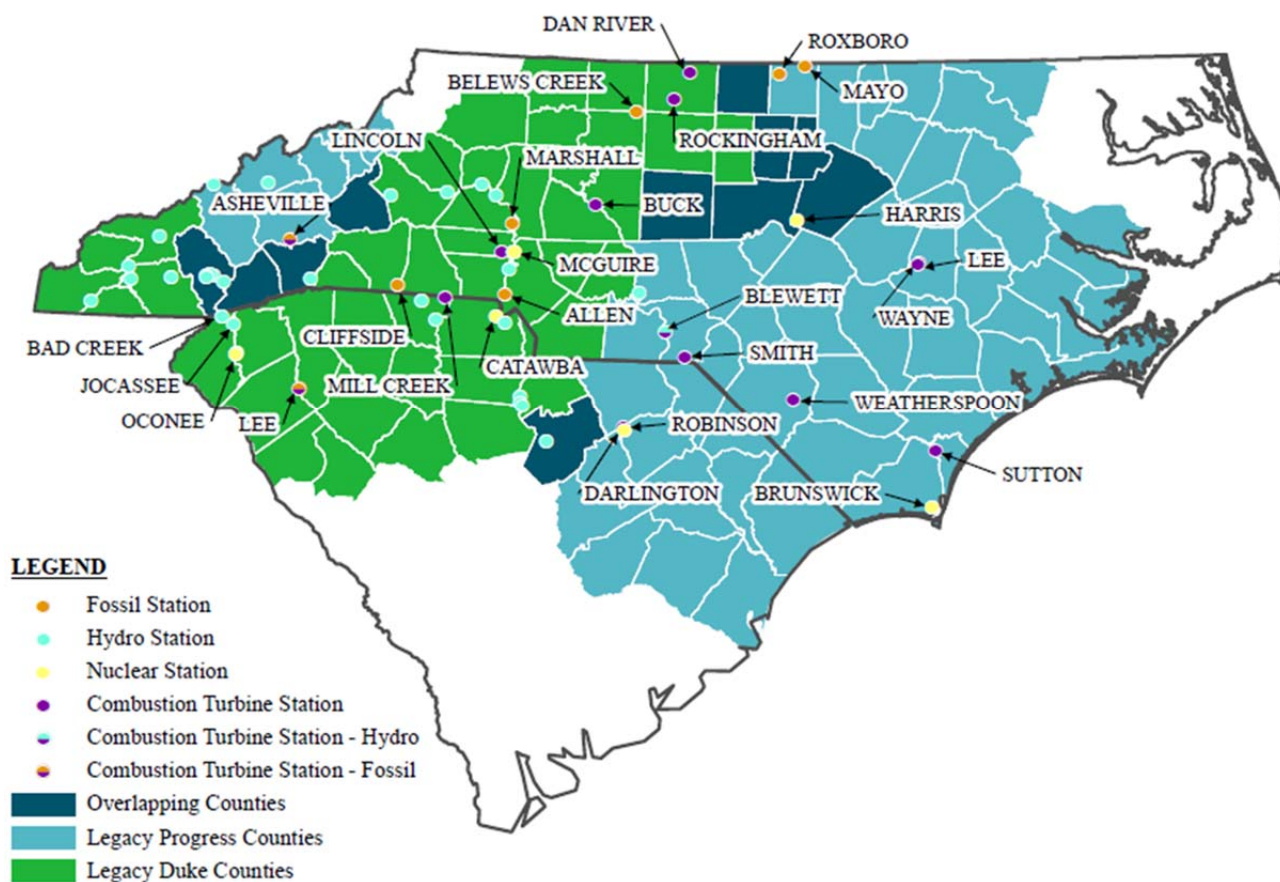 DAN RIVER
ROXBORO
BELEWS CREEK
MAYO
LINCOLN
MARSHALL
ROCKINGHAM
ASHEVILLE
BUCK
HARRIS
MCGUIRE
LEE
BLEWETT
ALLEN
WAYNE
BAD CREEK
CLIFFSIDE
SMITH
JOCASSEE
MILL CREEK
CATAWBA
OCONEE
LEE
WEATHERSPOON
ROBINSON
SUTTON
DARLINGTON
BRUNSWICK
LEGEND
Fossil Station
Hydro Station
Nuclear Station
Combustion Turbine Station
Combustion Turbine Station - Hydro
Combustion Turbine Station - Fossil
Overlapping Counties
Legacy Progress Counties
Legacy Duke Counties